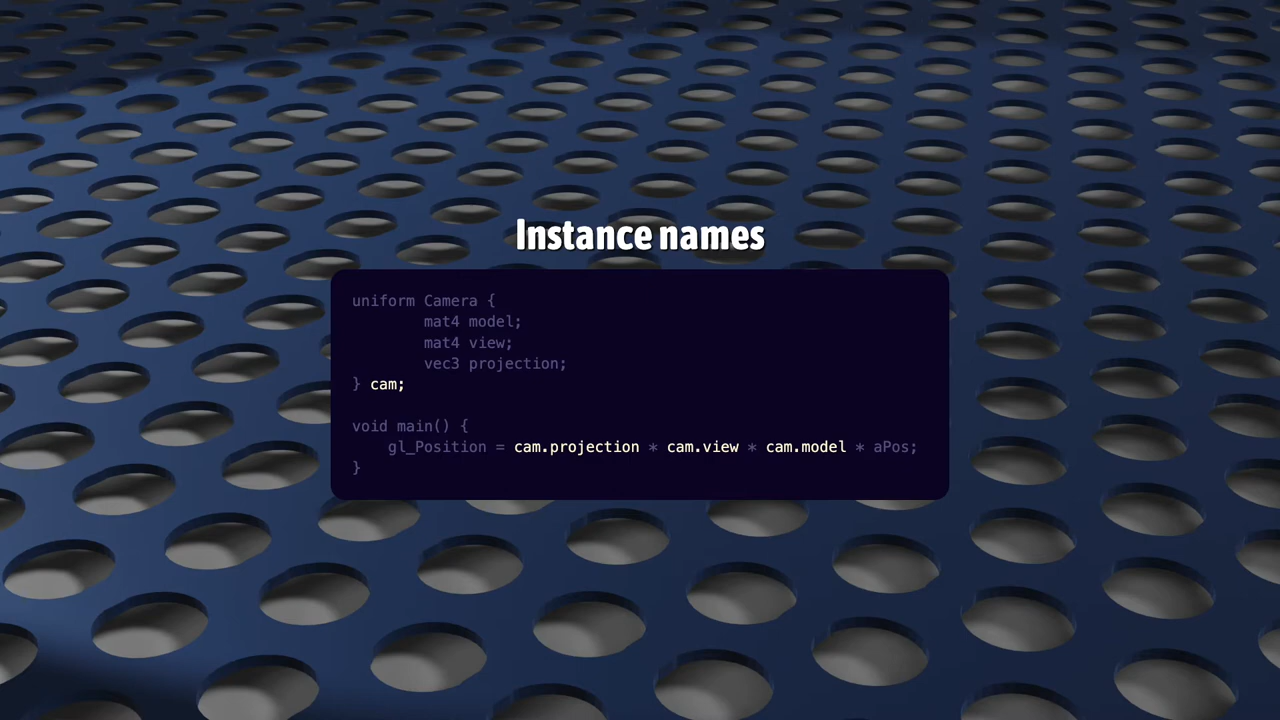 Instance names
uniform Camera {
        mat4 model;
        mat4 view;
        vec3 projection;
} cam;
void main() {
    gl_Position = cam.projection * cam.view * cam.model * aPos;
}